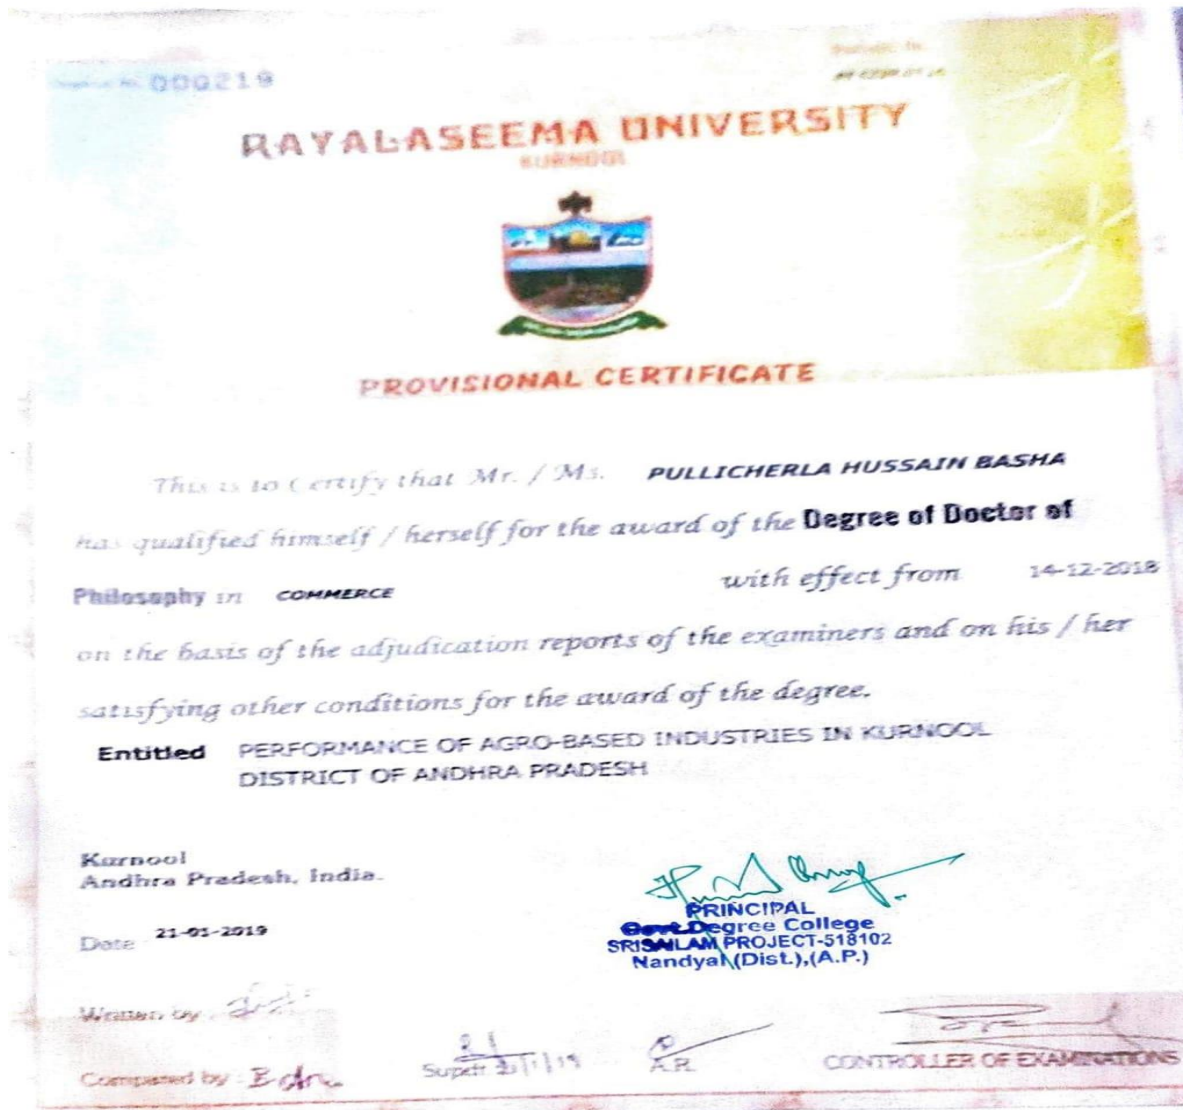 000219
RAYALASEEMA UNIVERSITY
KURNOOL
PROVISIONAL CERTIFICATE
This is to Certify that Mr. / Ms. PULLICHERLA HUSSAIN BASHA
has qualified himself / herself for the award of the Degree of Doctor of
Philosophy in COMMERCE with effect from 14-12-2018
on the basis of the adjudication reports of the examiners and on his / her
satisfying other conditions for the award of the degree.
Entitled PERFORMANCE OF AGRO-BASED INDUSTRIES IN KURNOOL
DISTRICT OF ANDHRA PRADESH
Kurnool
Andhra Pradesh, India.
Date 21-01-2019
PRINCIPAL
Govt. Degree College
SRISAILAM PROJECT-518102
Nandyal (Dist.),(A.P.)
Written by
Compared by
Supdt
A.R.
CONTROLLER OF EXAMINATIONS